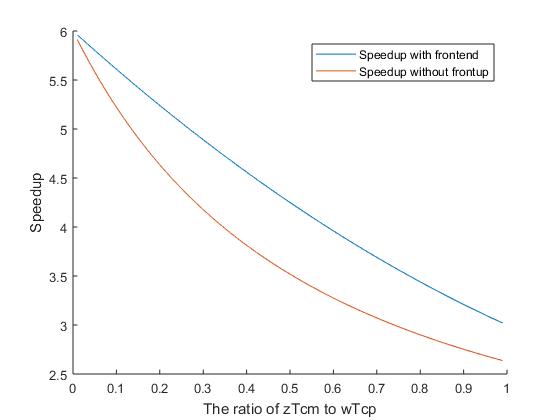 6
5.5
5
4.5
4
3.5
3
2.5
Speedup
Speedup with frontend
Speedup without frontup
0 0.1 0.2 0.3 0.4 0.5 0.6 0.7 0.8 0.9 1
The ratio of zTcm to wTcp